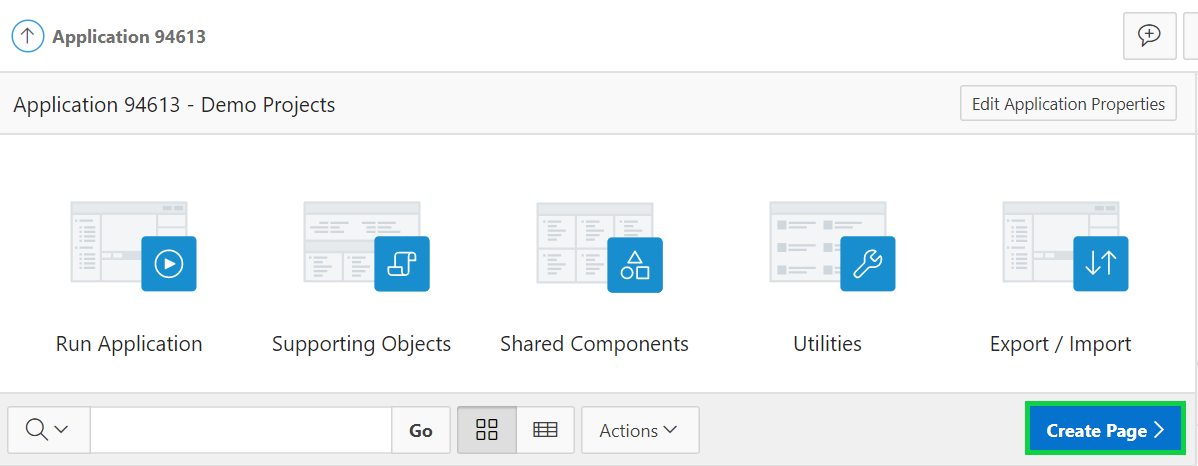 Application 94613
Application 94613 - Demo Projects
Edit Application Properties
Run Application
Supporting Objects
Shared Components
Utilities
Export / Import
Go
Actions
Create Page